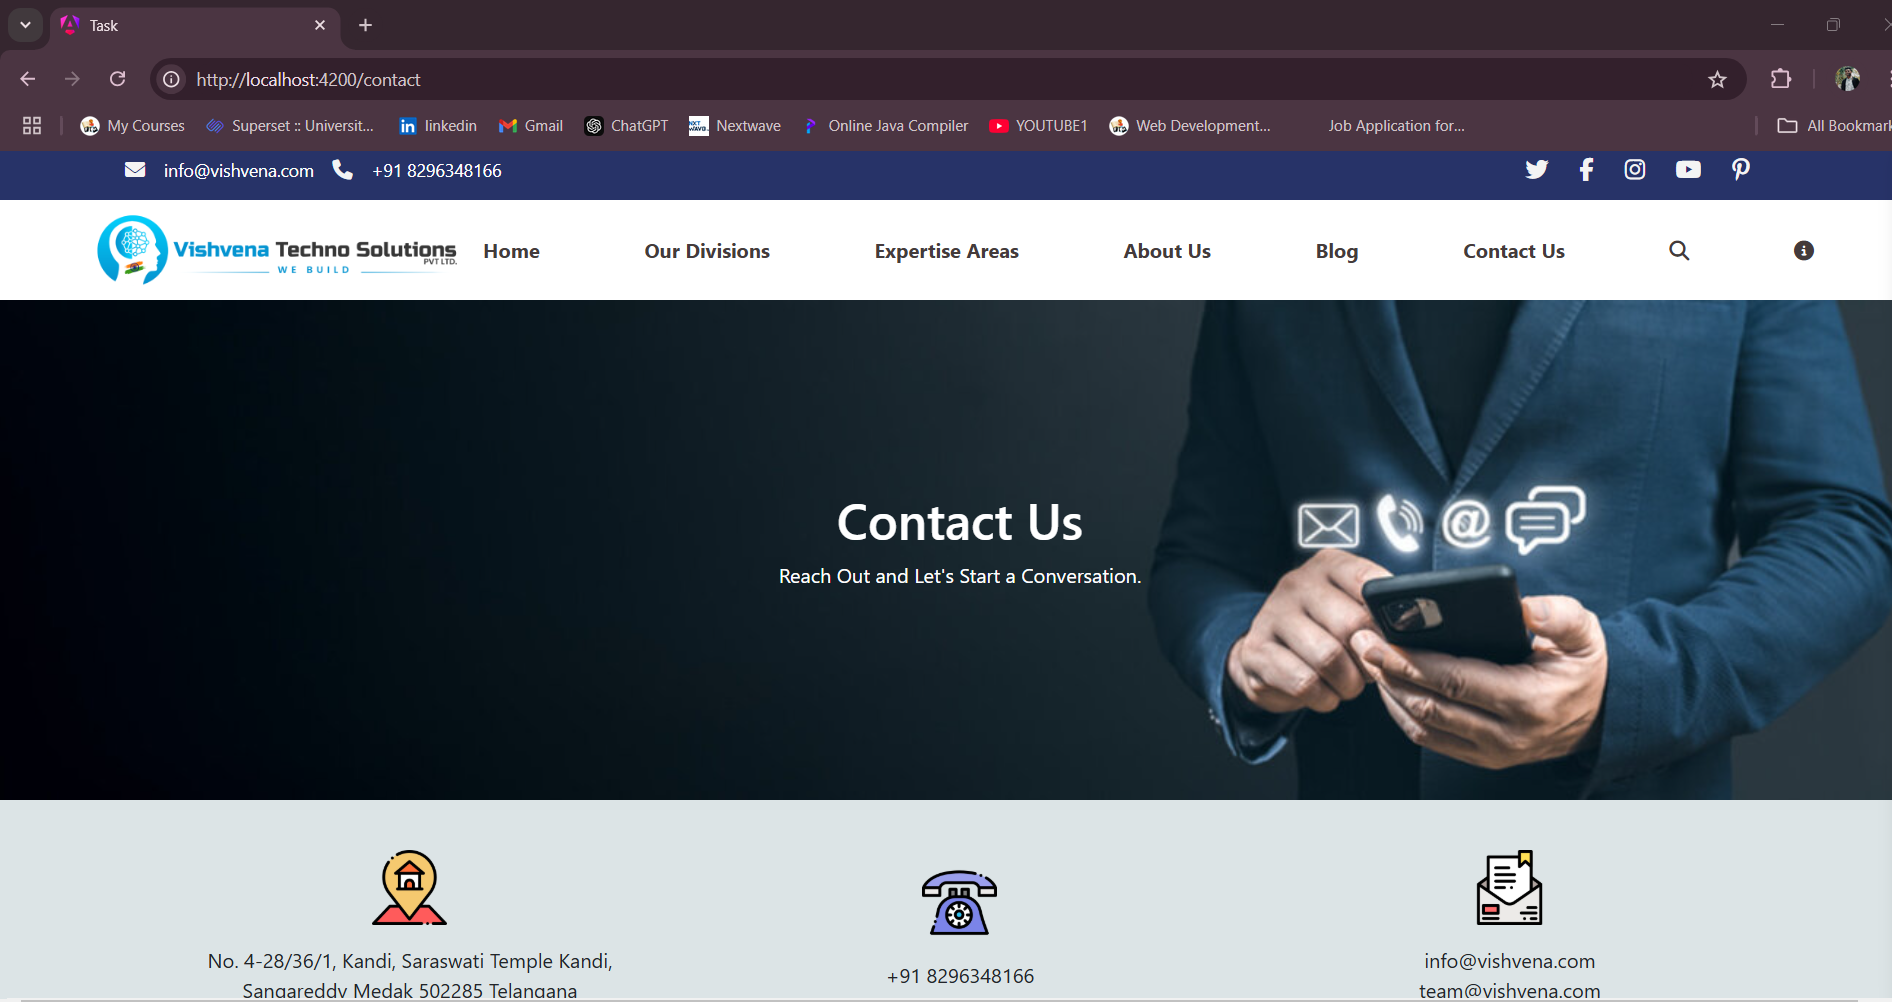 Task
http://localhost:4200/contact
My Courses
Superset :: Universit...
linkedin
Gmail
ChatGPT
Nextwave
Online Java Compiler
YOUTUBE1
Web Development...
Job Application for...
All Bookmark
info@vishvena.com
+91 8296348166
Vishvena Techno Solutions
PVT LTD.
WE BUILD
Home
Our Divisions
Expertise Areas
About Us
Blog
Contact Us
Contact Us
Reach Out and Let's Start a Conversation.
No. 4-28/36/1, Kandi, Saraswati Temple Kandi,
Sangareddy Medak 502285 Telangana
+91 8296348166
info@vishvena.com
team@vishvena.com